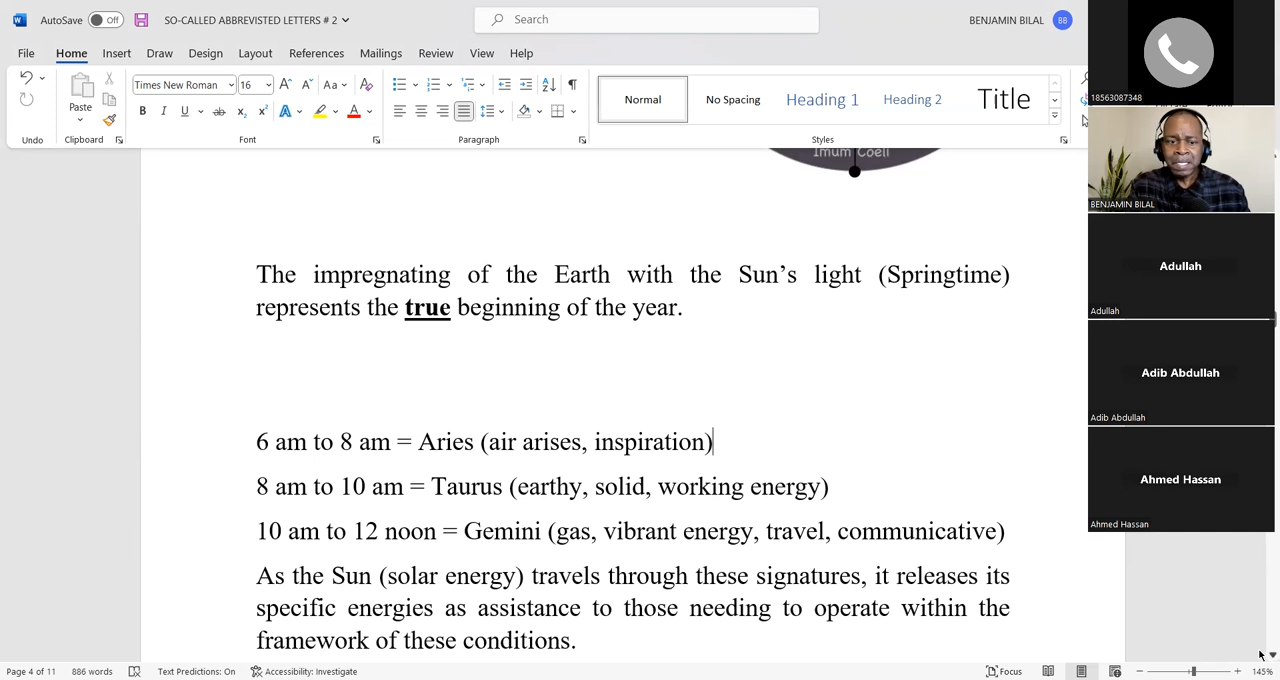 AutoSave Off SO-CALLED ABBREVISTED LETTERS # 2 Search BENJAMIN BILAL BB
File Home Insert Draw Design Layout References Mailings Review View Help
Times New Roman 16 Aa
Paste
B I U ab x₂ x² A A
Normal No Spacing Heading 1 Heading 2 Title
Undo Clipboard Font Paragraph Styles
18563087348
BENJAMIN BILAL
Adullah
Adullah
Adib Abdullah
Adib Abdullah
Ahmed Hassan
Ahmed Hassan
Imum Coeli
The impregnating of the Earth with the Sun’s light (Springtime)
represents the true beginning of the year.
6 am to 8 am = Aries (air arises, inspiration)
8 am to 10 am = Taurus (earthy, solid, working energy)
10 am to 12 noon = Gemini (gas, vibrant energy, travel, communicative)
As the Sun (solar energy) travels through these signatures, it releases its
specific energies as assistance to those needing to operate within the
framework of these conditions.
Page 4 of 11 886 words Text Predictions: On Accessibility: Investigate Focus 145%